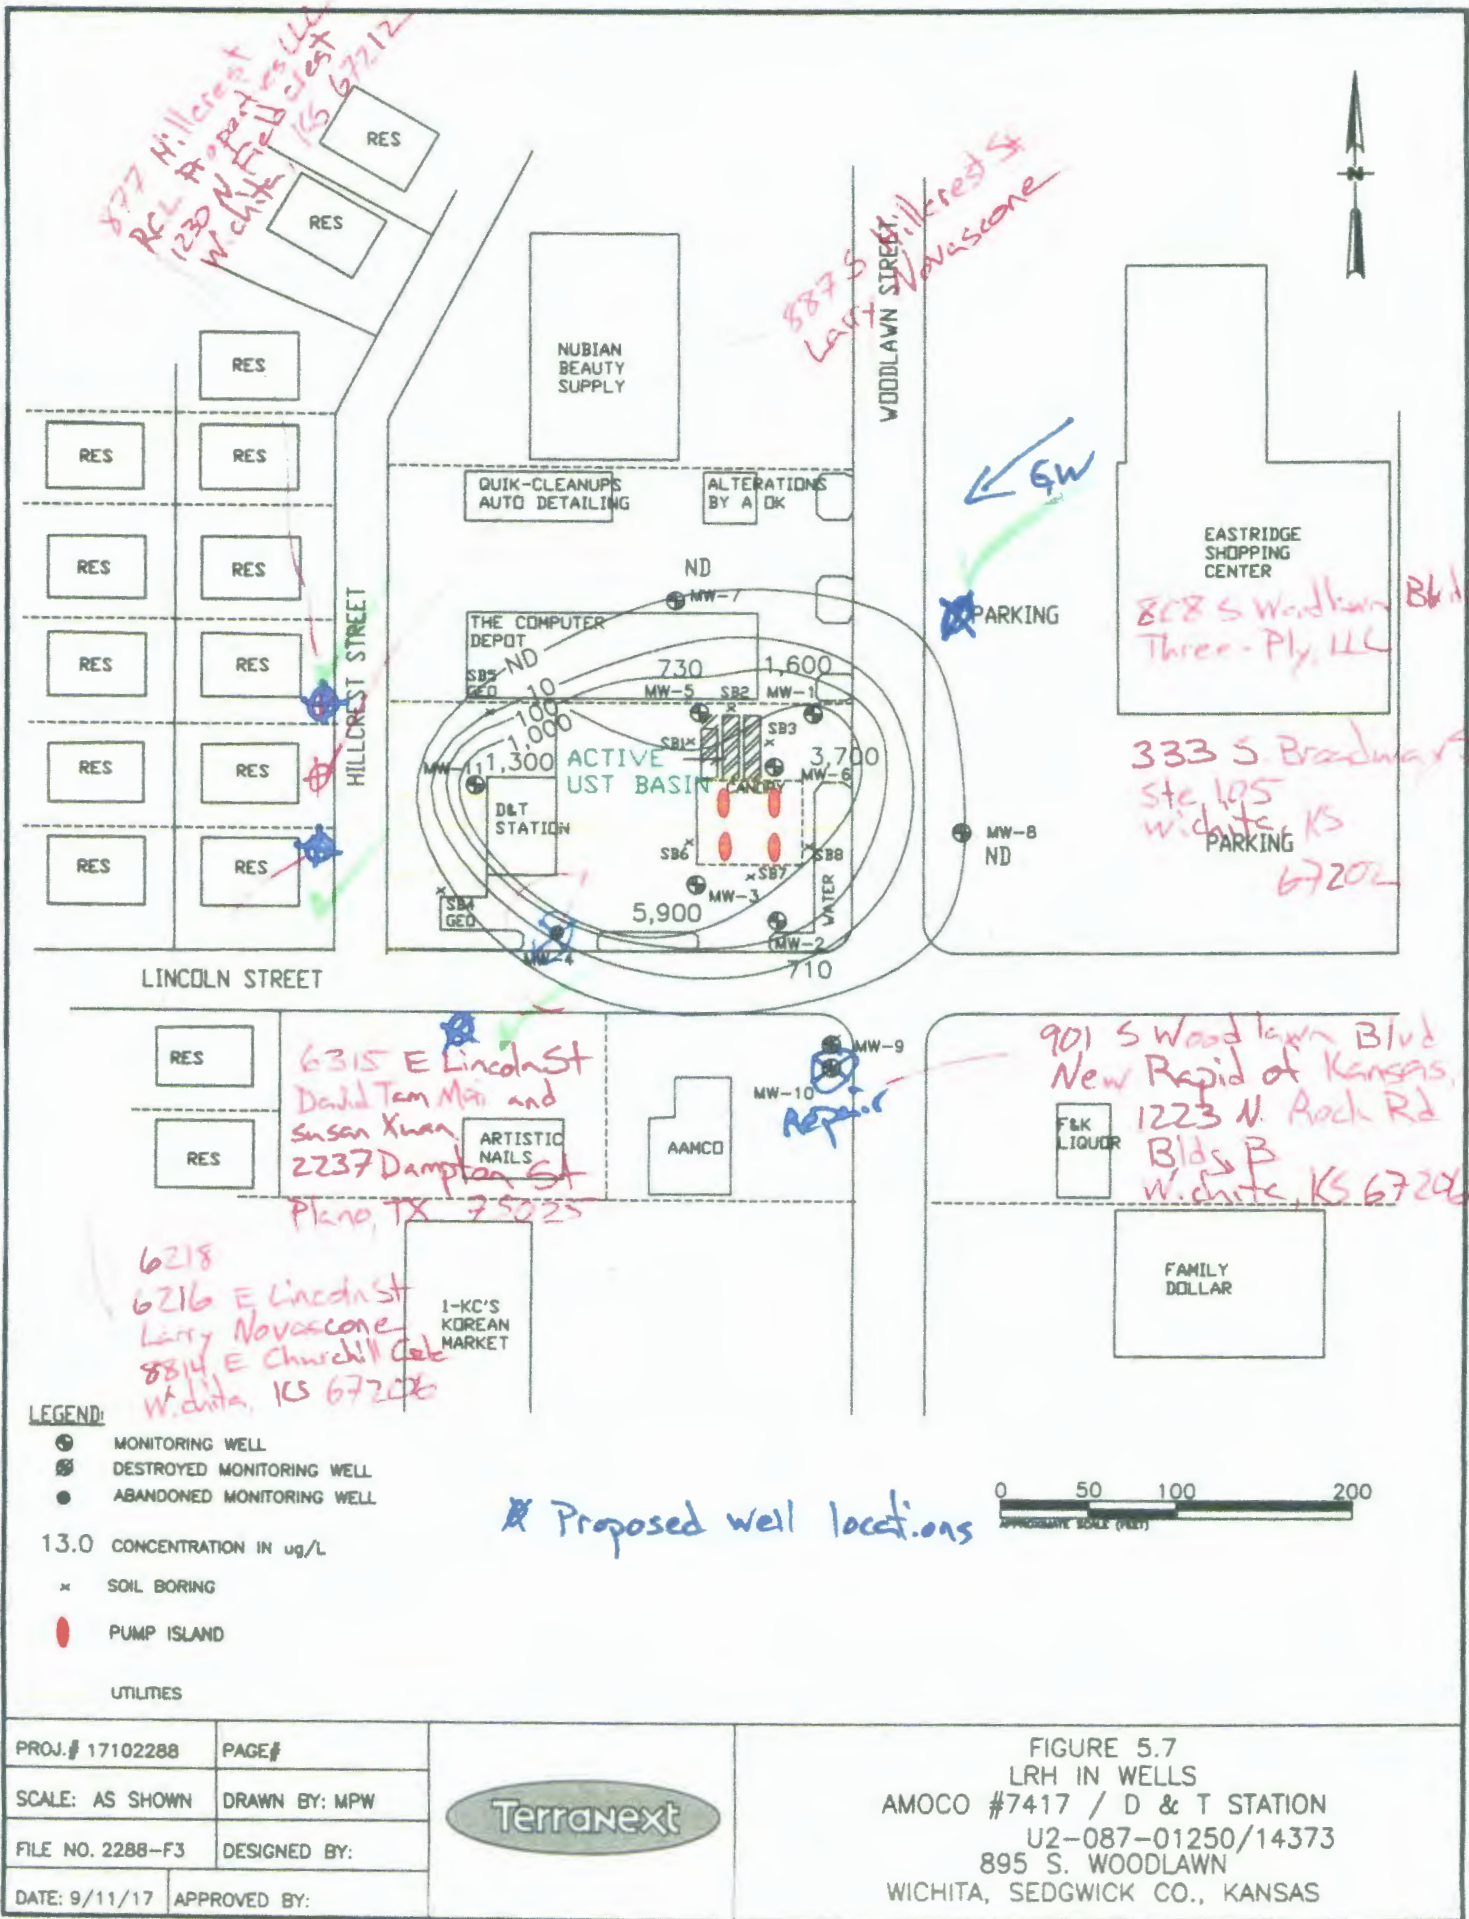 877 Hillcrest
RCL Properties LLC
1230 N Fieldcrest
Wichita, KS 67212
RES
RES
887 S Hillcrest St
Larry Novascone
WOODLAWN STREET
N
RES
NUBIAN
BEAUTY
SUPPLY
RES
RES
QUIK-CLEANUPS
AUTO DETAILING
ALTERATIONS
BY A OK
GW
EASTRIDGE
SHOPPING
CENTER
RES
RES
ND
MW-7
PARKING
808 S Woodlawn Blvd
Three-Ply, LLC
HILLCREST STREET
THE COMPUTER
DEPOT
ND
730
1,600
RES
RES
SB5
GEO
10
MW-5
SB2
MW-1
100
1,000
SB1
SB3
RES
RES
MW-11
1,300
ACTIVE
UST BASIN
3,700
MW-6
CANOPY
333 S. Broadway
Ste 105
Wichita, KS
67202
PARKING
D&T
STATION
MW-8
ND
RES
RES
SB6
SB8
SB7
MW-3
WATER
SB4
GEO
5,900
MW-4
MW-2
710
LINCOLN STREET
RES
6315 E Lincoln St
David Tam Mai and
Susan Xuan
2237 Dampton St
Plano, TX 75025
MW-9
MW-10
Repair
901 S Woodlawn Blvd
New Rapid of Kansas,
1223 N. Rock Rd
Bldg B
Wichita, KS 67206
RES
ARTISTIC
NAILS
AAMCO
F&K
LIQUOR
6218
6216 E Lincoln St
Larry Novascone
8814 E Churchill
Wichita, KS 67206
1-KC'S
KOREAN
MARKET
FAMILY
DOLLAR
LEGEND:
MONITORING WELL
DESTROYED MONITORING WELL
ABANDONED MONITORING WELL
13.0 CONCENTRATION IN ug/L
x SOIL BORING
PUMP ISLAND
UTILITIES
Proposed well locations
0 50 100 200
APPROXIMATE SCALE (FEET)
PROJ.# 17102288
PAGE#
SCALE: AS SHOWN
DRAWN BY: MPW
FILE NO. 2288-F3
DESIGNED BY:
DATE: 9/11/17
APPROVED BY:
Terranext
FIGURE 5.7
LRH IN WELLS
AMOCO #7417 / D & T STATION
U2-087-01250/14373
895 S. WOODLAWN
WICHITA, SEDGWICK CO., KANSAS